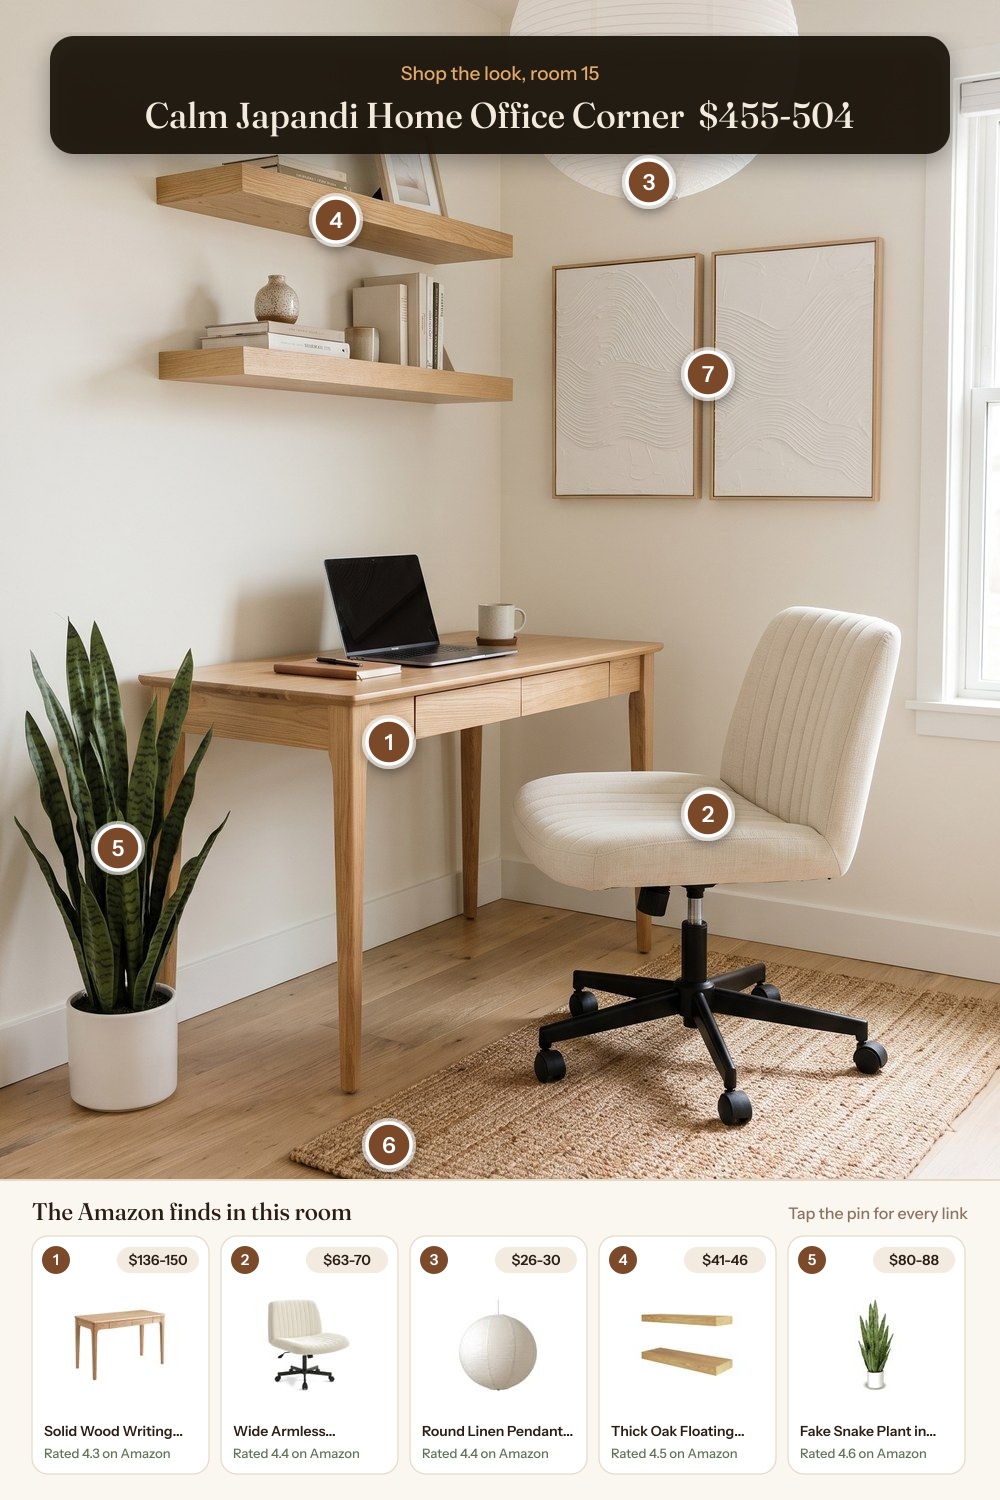 Shop the look, room 15
Calm Japandi Home Office Corner $455-504
3
4
7
1
2
5
6
The Amazon finds in this room
Tap the pin for every link
1 $136-150
2 $63-70
3 $26-30
4 $41-46
5 $80-88
Solid Wood Writing...
Rated 4.3 on Amazon
Wide Armless...
Rated 4.4 on Amazon
Round Linen Pendant...
Rated 4.4 on Amazon
Thick Oak Floating...
Rated 4.5 on Amazon
Fake Snake Plant in...
Rated 4.6 on Amazon